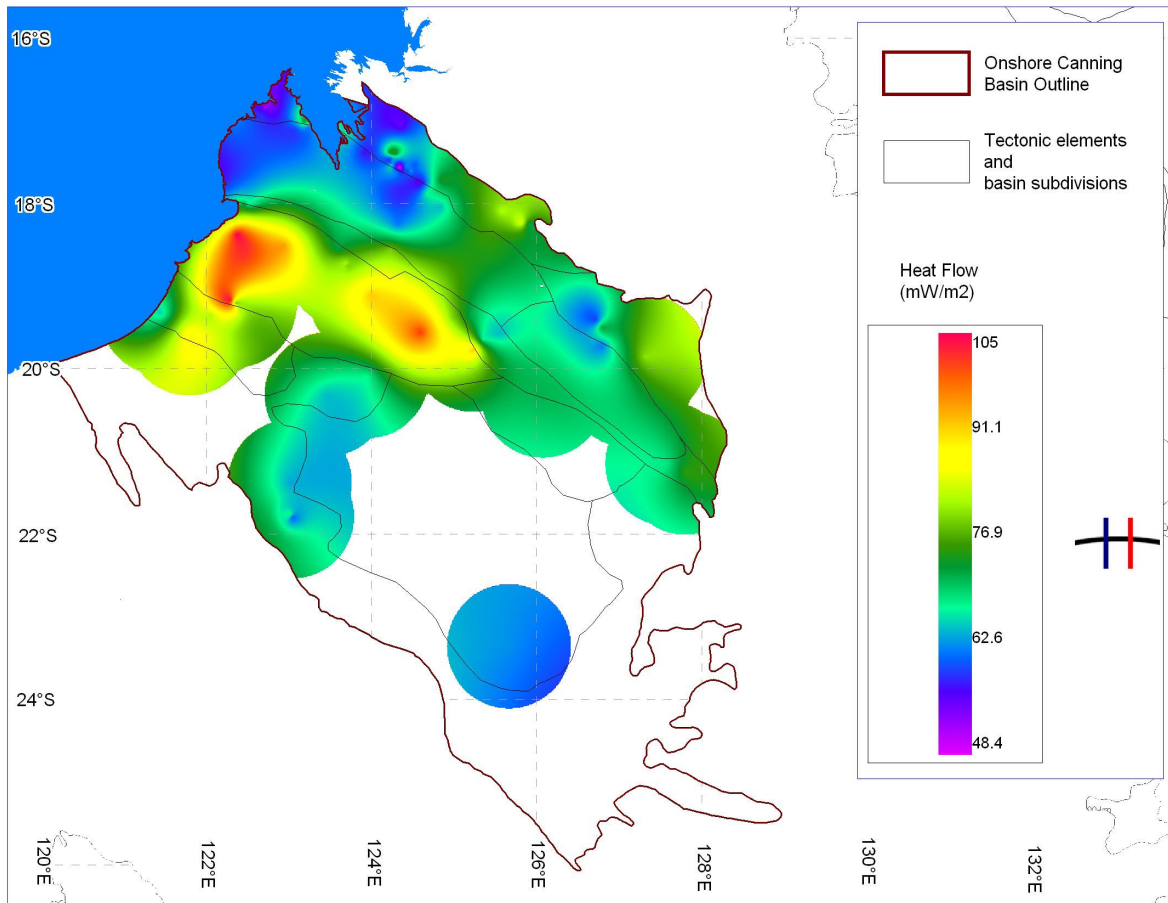 16°S
18°S
20°S
22°S
24°S
120°E
122°E
124°E
126°E
128°E
130°E
132°E
Onshore Canning
Basin Outline
Tectonic elements
and
basin subdivisions
Heat Flow
(mW/m2)
105
91.1
76.9
62.6
48.4